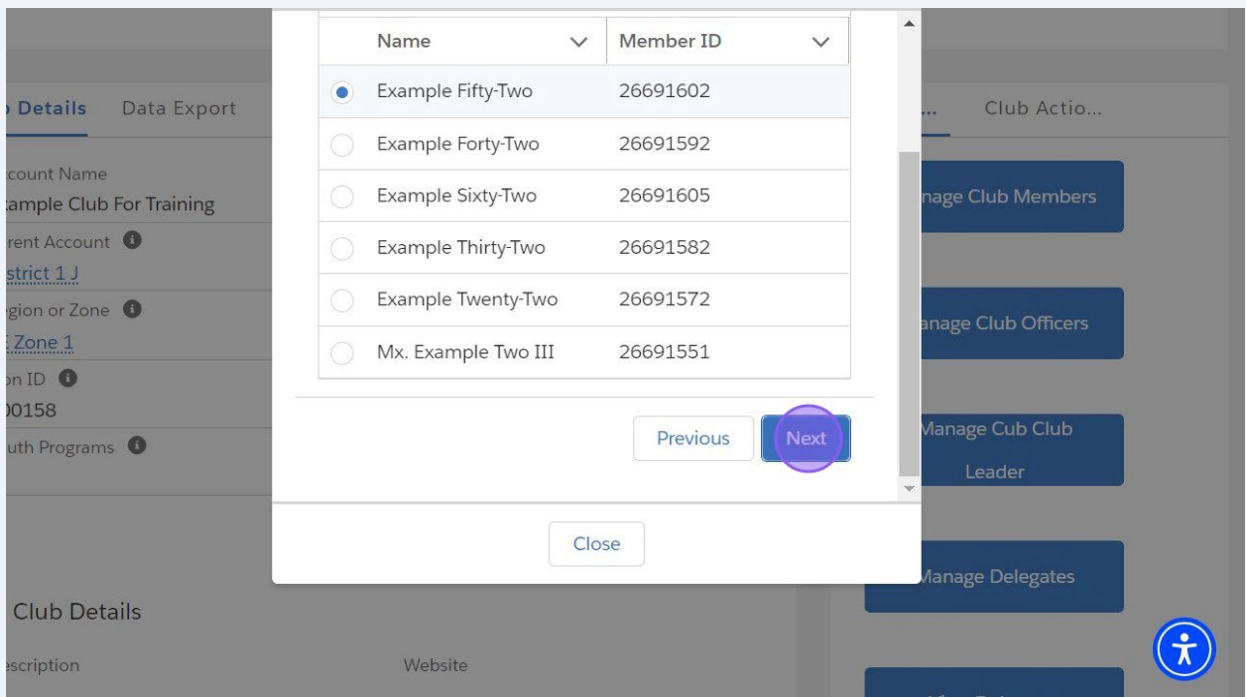 Name
Member ID
Example Fifty-Two 26691602
Example Forty-Two 26691592
Example Sixty-Two 26691605
Example Thirty-Two 26691582
Example Twenty-Two 26691572
Mx. Example Two III 26691551
Previous
Next
Close
Details
Data Export
count Name
ample Club For Training
rent Account
strict 1 J
gion or Zone
Zone 1
on ID
00158
uth Programs
Club Details
escription
Website
...
Club Actio...
nage Club Members
anage Club Officers
Manage Cub Club
Leader
Manage Delegates